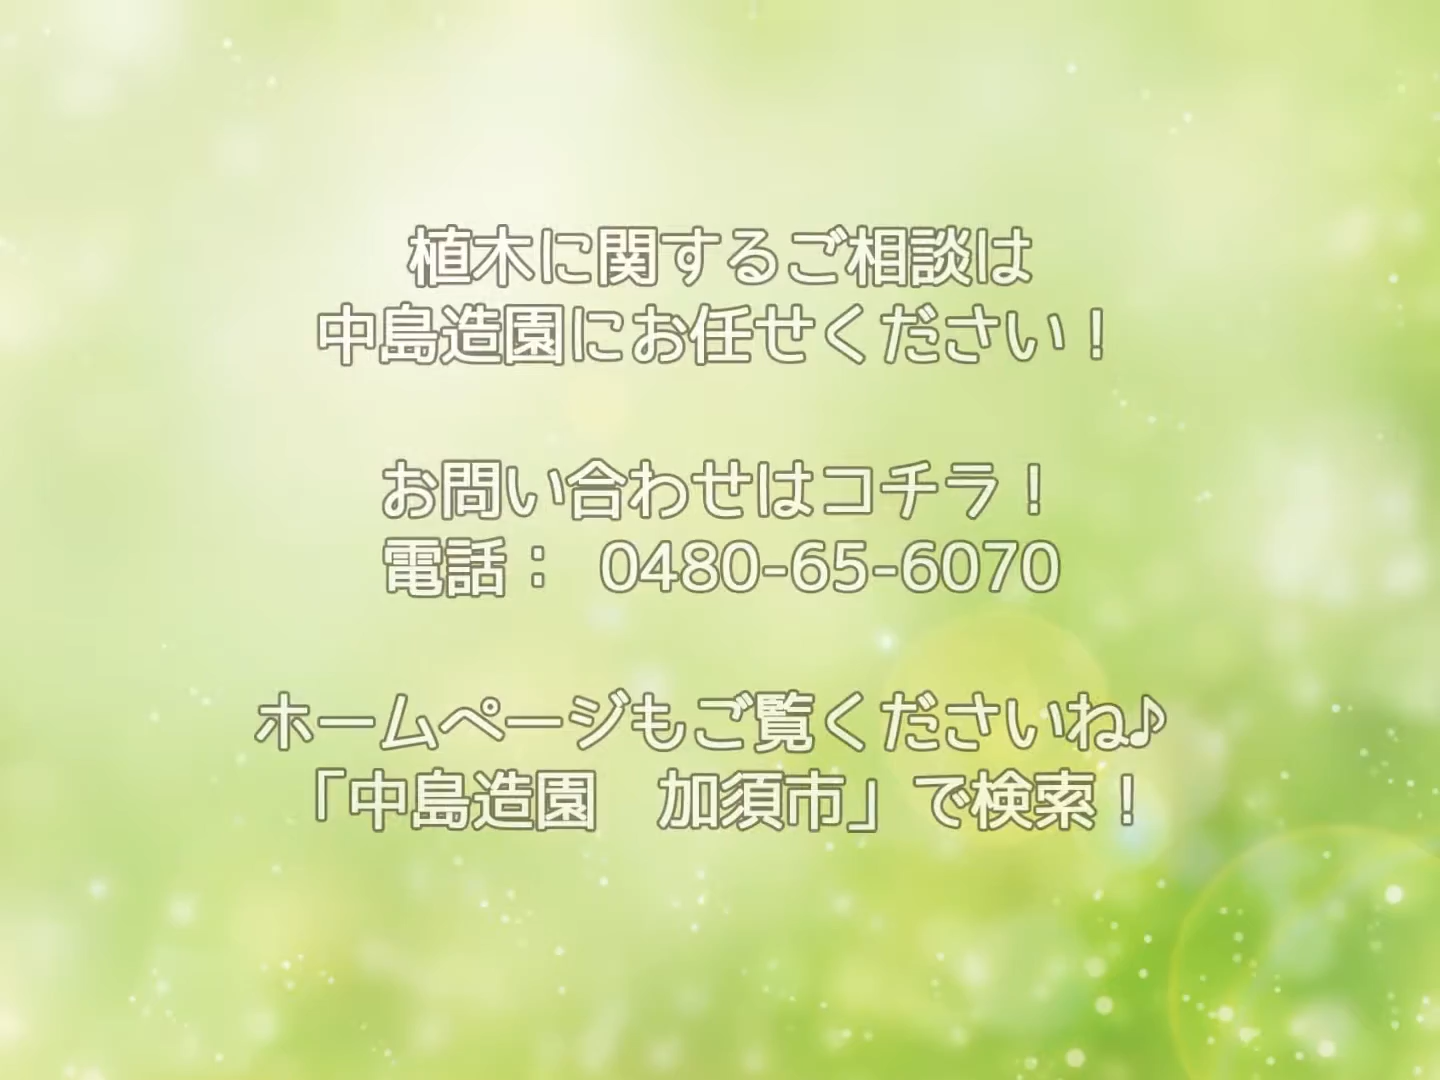 植木に関するご相談は
中島造園にお任せください！
お問い合わせはコチラ！
電話： 0480-65-6070
ホームページもご覧くださいね♪
「中島造園　加須市」で検索！